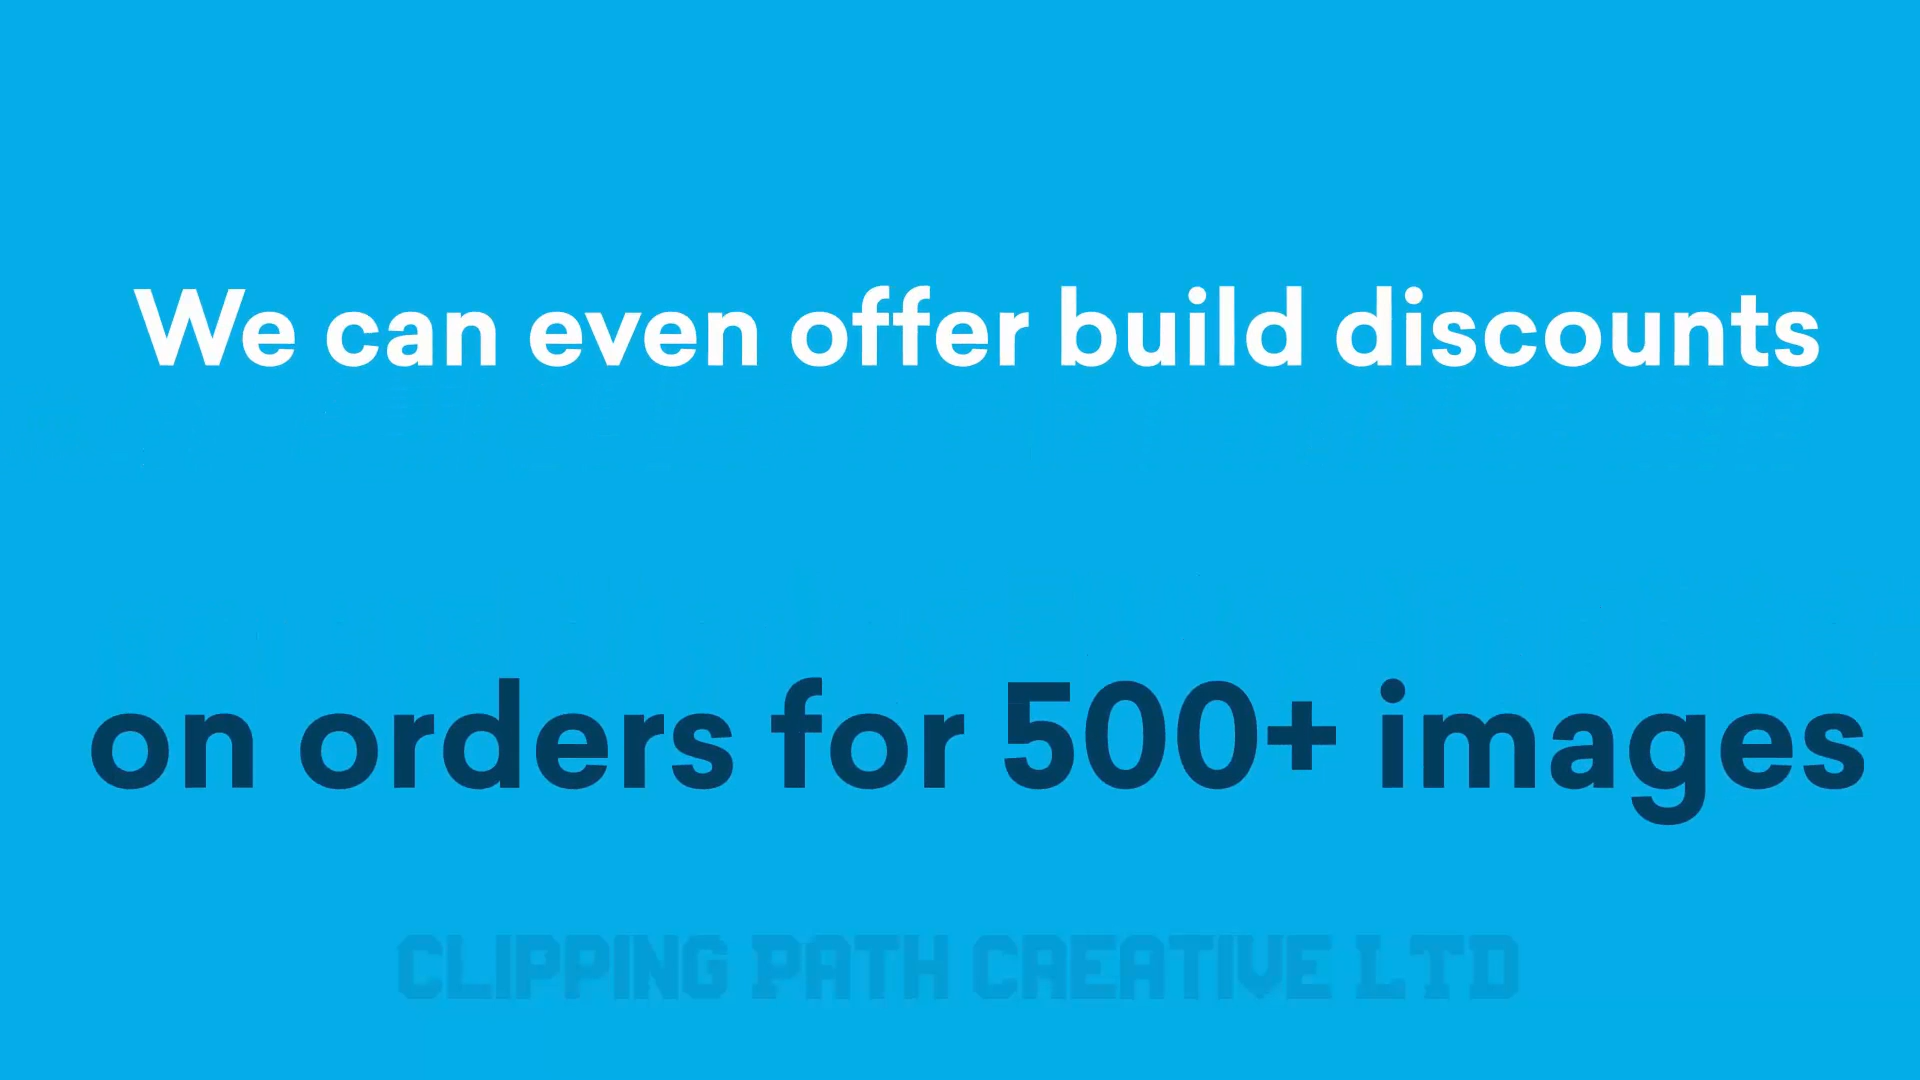 We can even offer build discounts
on orders for 500+ images
CLIPPING PATH CREATIVE LTD